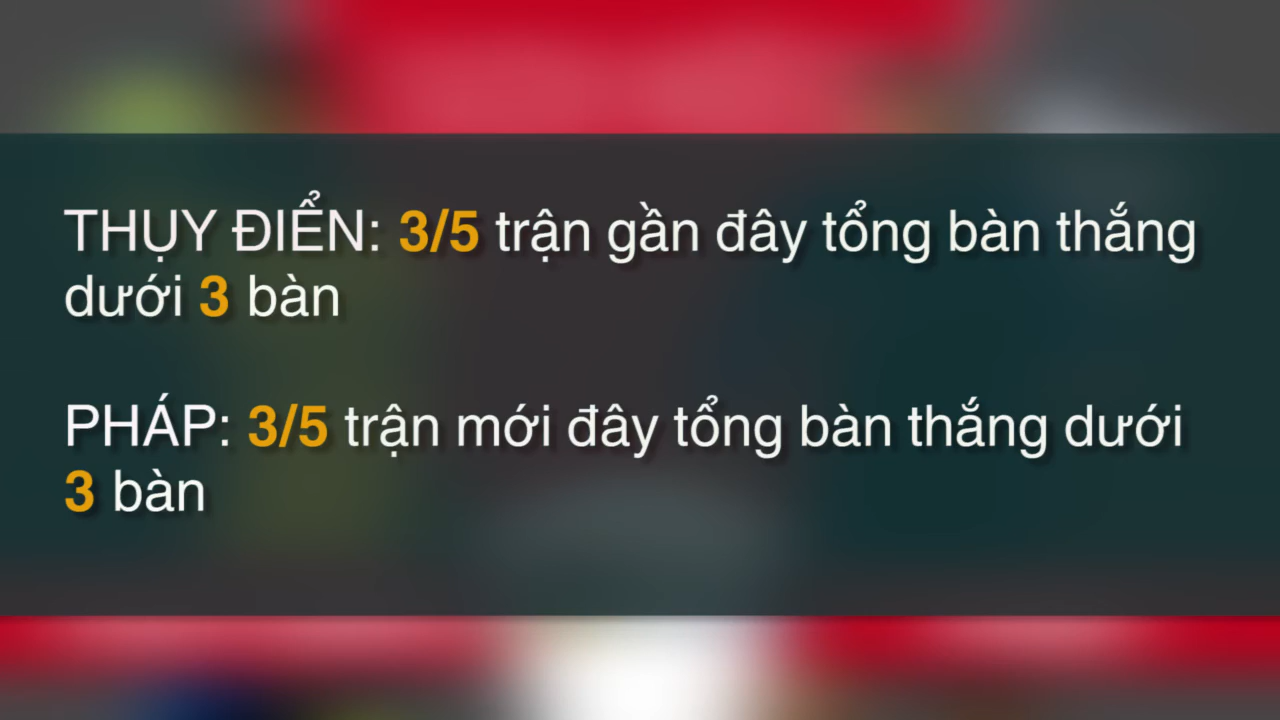 THỤY ĐIỂN: 3/5 trận gần đây tổng bàn thắng
dưới 3 bàn
PHÁP: 3/5 trận mới đây tổng bàn thắng dưới
3 bàn